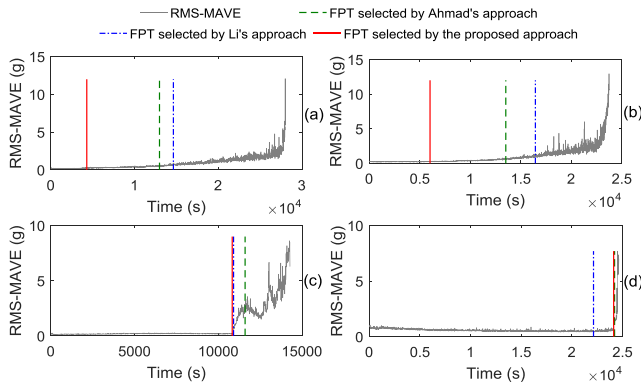 RMS-MAVE FPT selected by Ahmad's approach
FPT selected by Li's approach FPT selected by the proposed approach
15
10
5
0
RMS-MAVE (g)
0 1 2 3
Time (s)
×10⁴
(a)
15
10
5
0
RMS-MAVE (g)
0 0.5 1 1.5 2 2.5
Time (s)
×10⁴
(b)
10
5
0
RMS-MAVE (g)
0 5000 10000 15000
Time (s)
(c)
10
5
0
RMS-MAVE (g)
0 0.5 1 1.5 2 2.5
Time (s)
×10⁴
(d)